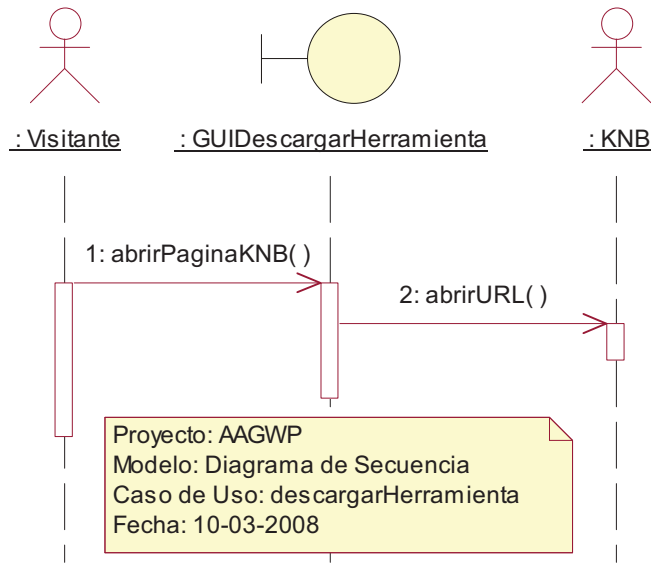 : Visitante
: GUIDescargarHerramienta
: KNB
1: abrirPaginaKNB( )
2: abrirURL( )
Proyecto: AAGWP
Modelo: Diagrama de Secuencia
Caso de Uso: descargarHerramienta
Fecha: 10-03-2008